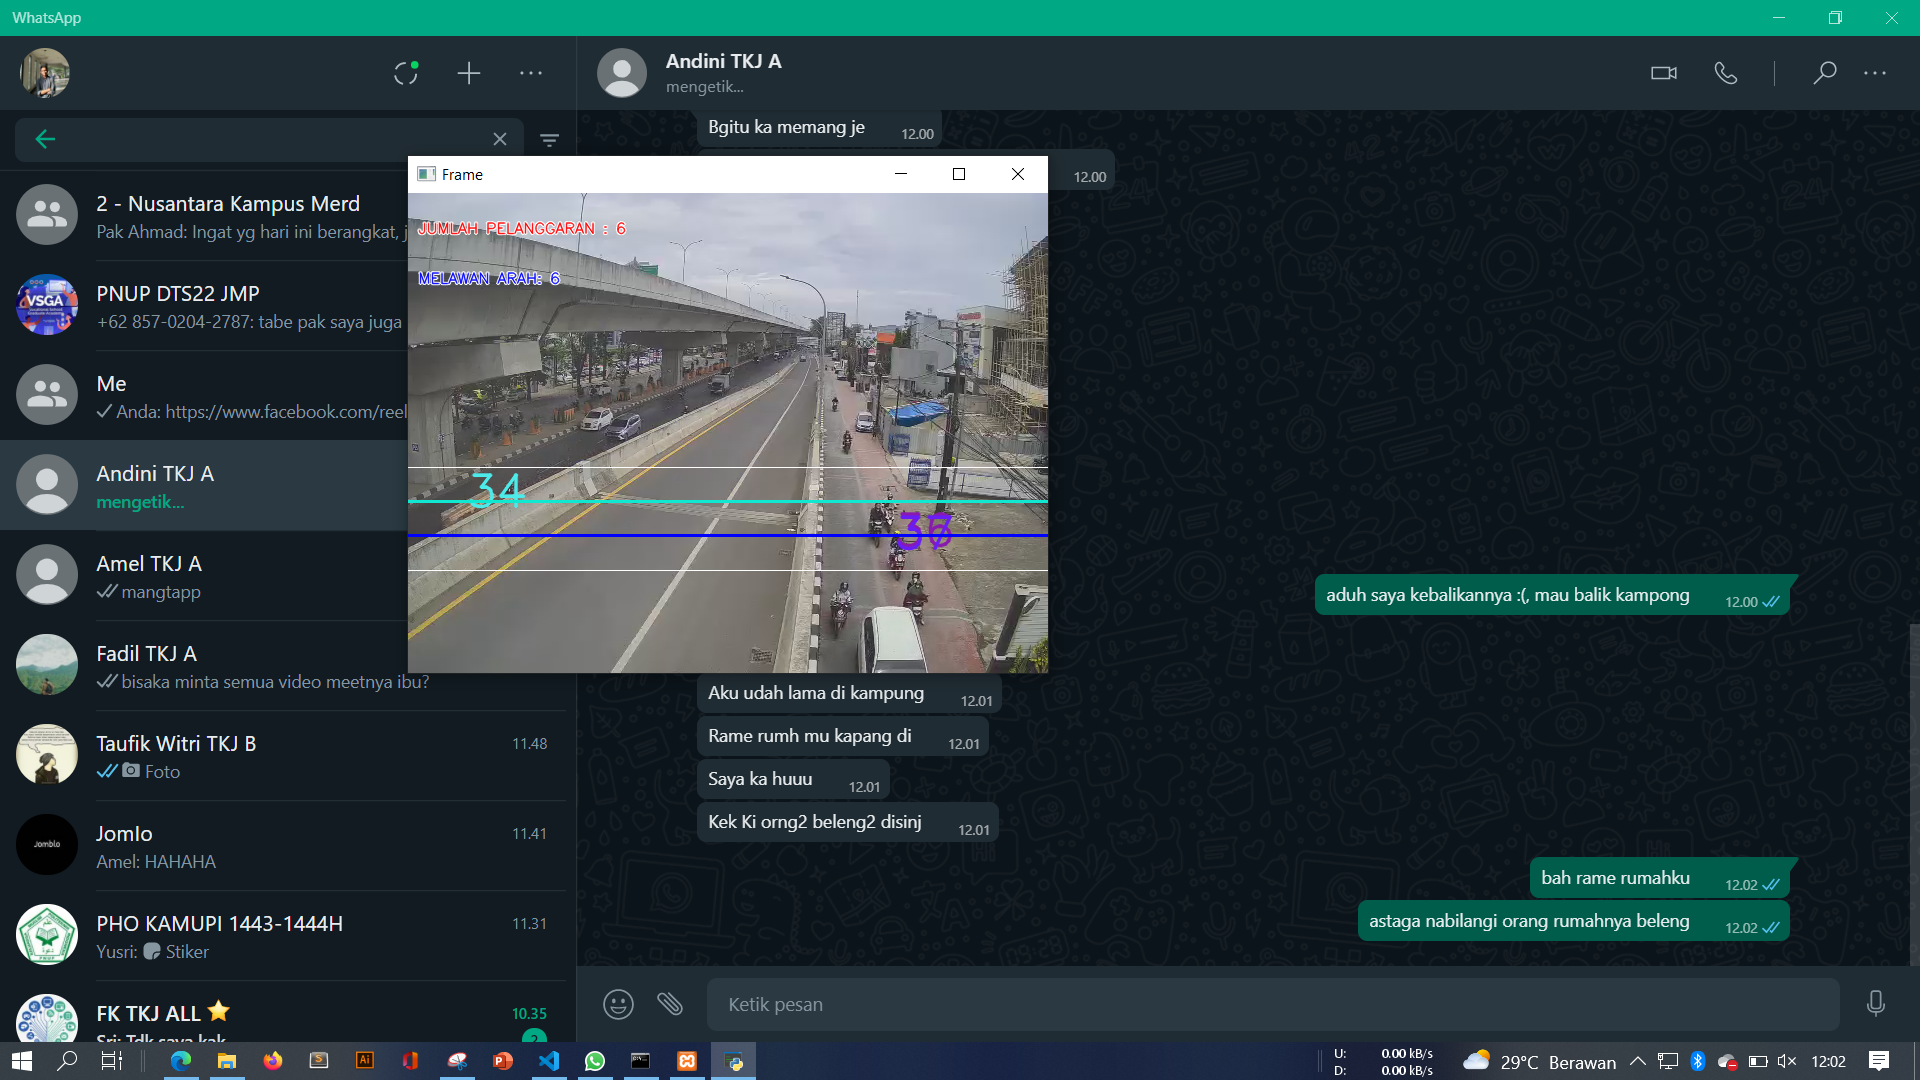 WhatsApp
2 - Nusantara Kampus Merd
Pak Ahmad: Ingat yg hari ini berangkat, j
PNUP DTS22 JMP
+62 857-0204-2787: tabe pak saya juga
Me
Anda: https://www.facebook.com/reel
Andini TKJ A
mengetik...
Amel TKJ A
mangtapp
Fadil TKJ A
bisaka minta semua video meetnya ibu?
Taufik Witri TKJ B
11.48
Foto
Jomlo
11.41
Amel: HAHAHA
Jomblo
PHO KAMUPI 1443-1444H
11.31
Yusri: Stiker
FK TKJ ALL ⭐
10.35
Sri: Tdk saya kak
2
VSGA
Andini TKJ A
mengetik...
Bgitu ka memang je
12.00
12.00
Frame
JUMLAH PELANGGARAN : 6
MELAWAN ARAH: 6
34
aduh saya kebalikannya :(, mau balik kampong
12.00
Aku udah lama di kampung
12.01
Rame rumh mu kapang di
12.01
Saya ka huuu
12.01
Kek Ki orng2 beleng2 disinj
12.01
bah rame rumahku
12.02
astaga nabilangi orang rumahnya beleng
12.02
Ketik pesan
U: 0.00 kB/s
D: 0.00 kB/s
29°C Berawan
12:02